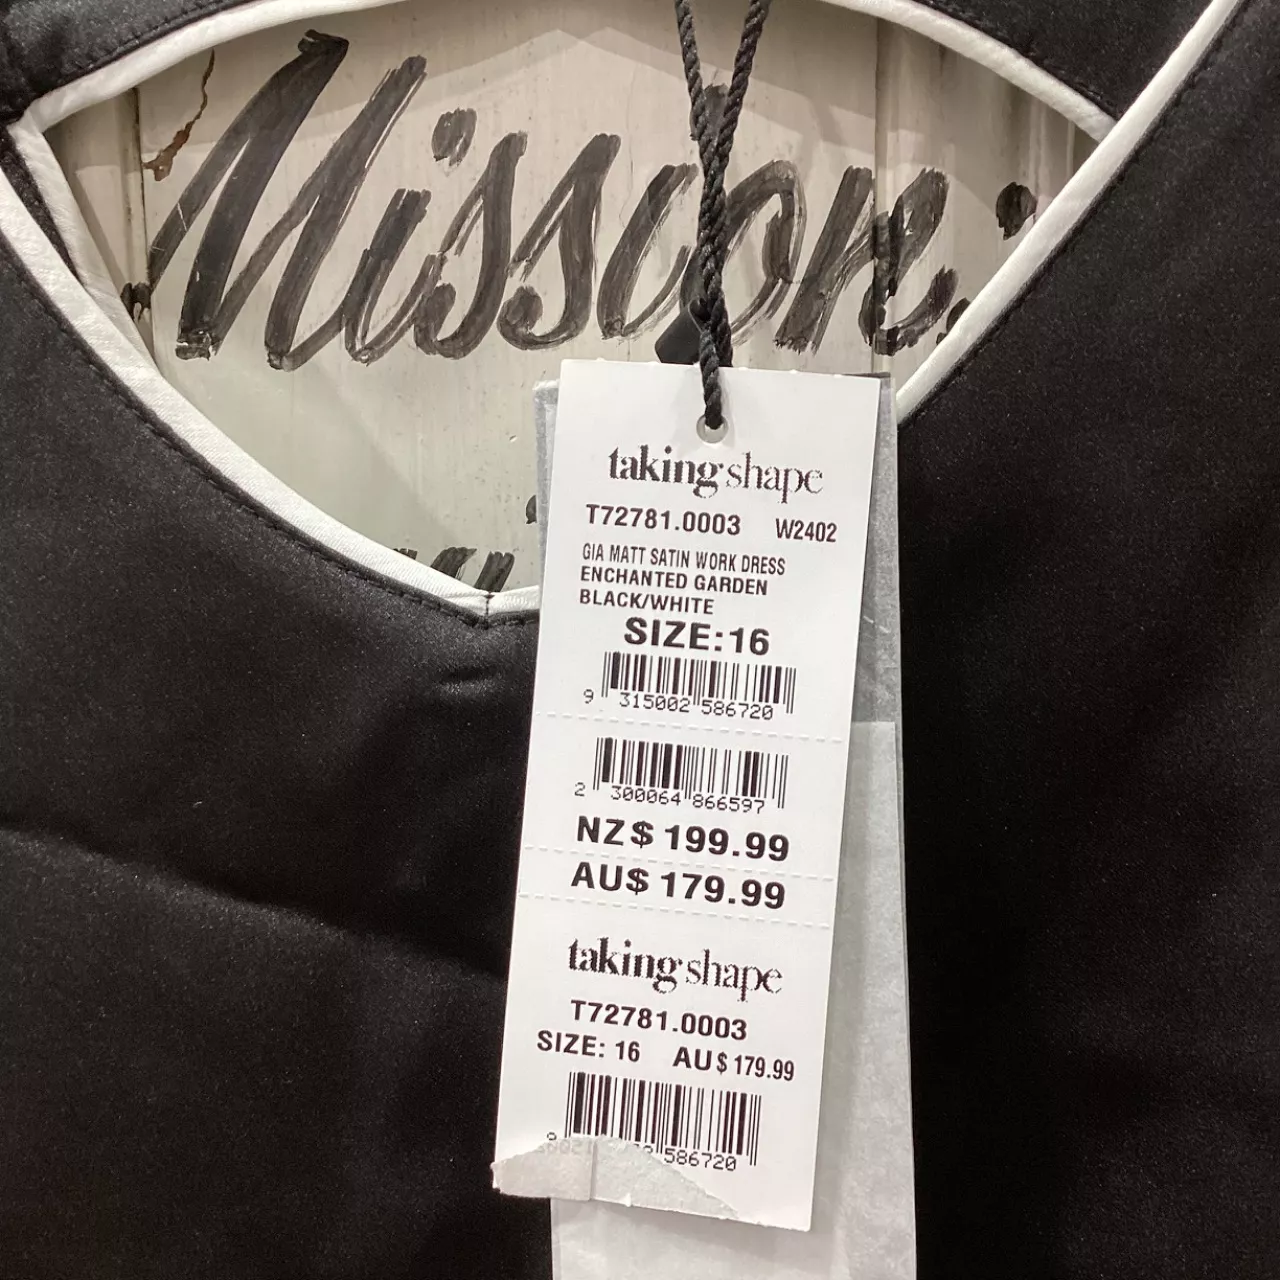 Mission.
taking shape
T72781.0003 W2402
GIA MATT SATIN WORK DRESS
ENCHANTED GARDEN
BLACK/WHITE
SIZE:16
9 315002 586720
2 300064 866597
NZ$ 199.99
AU$ 179.99
taking shape
T72781.0003
SIZE: 16 AU$179.99
586720